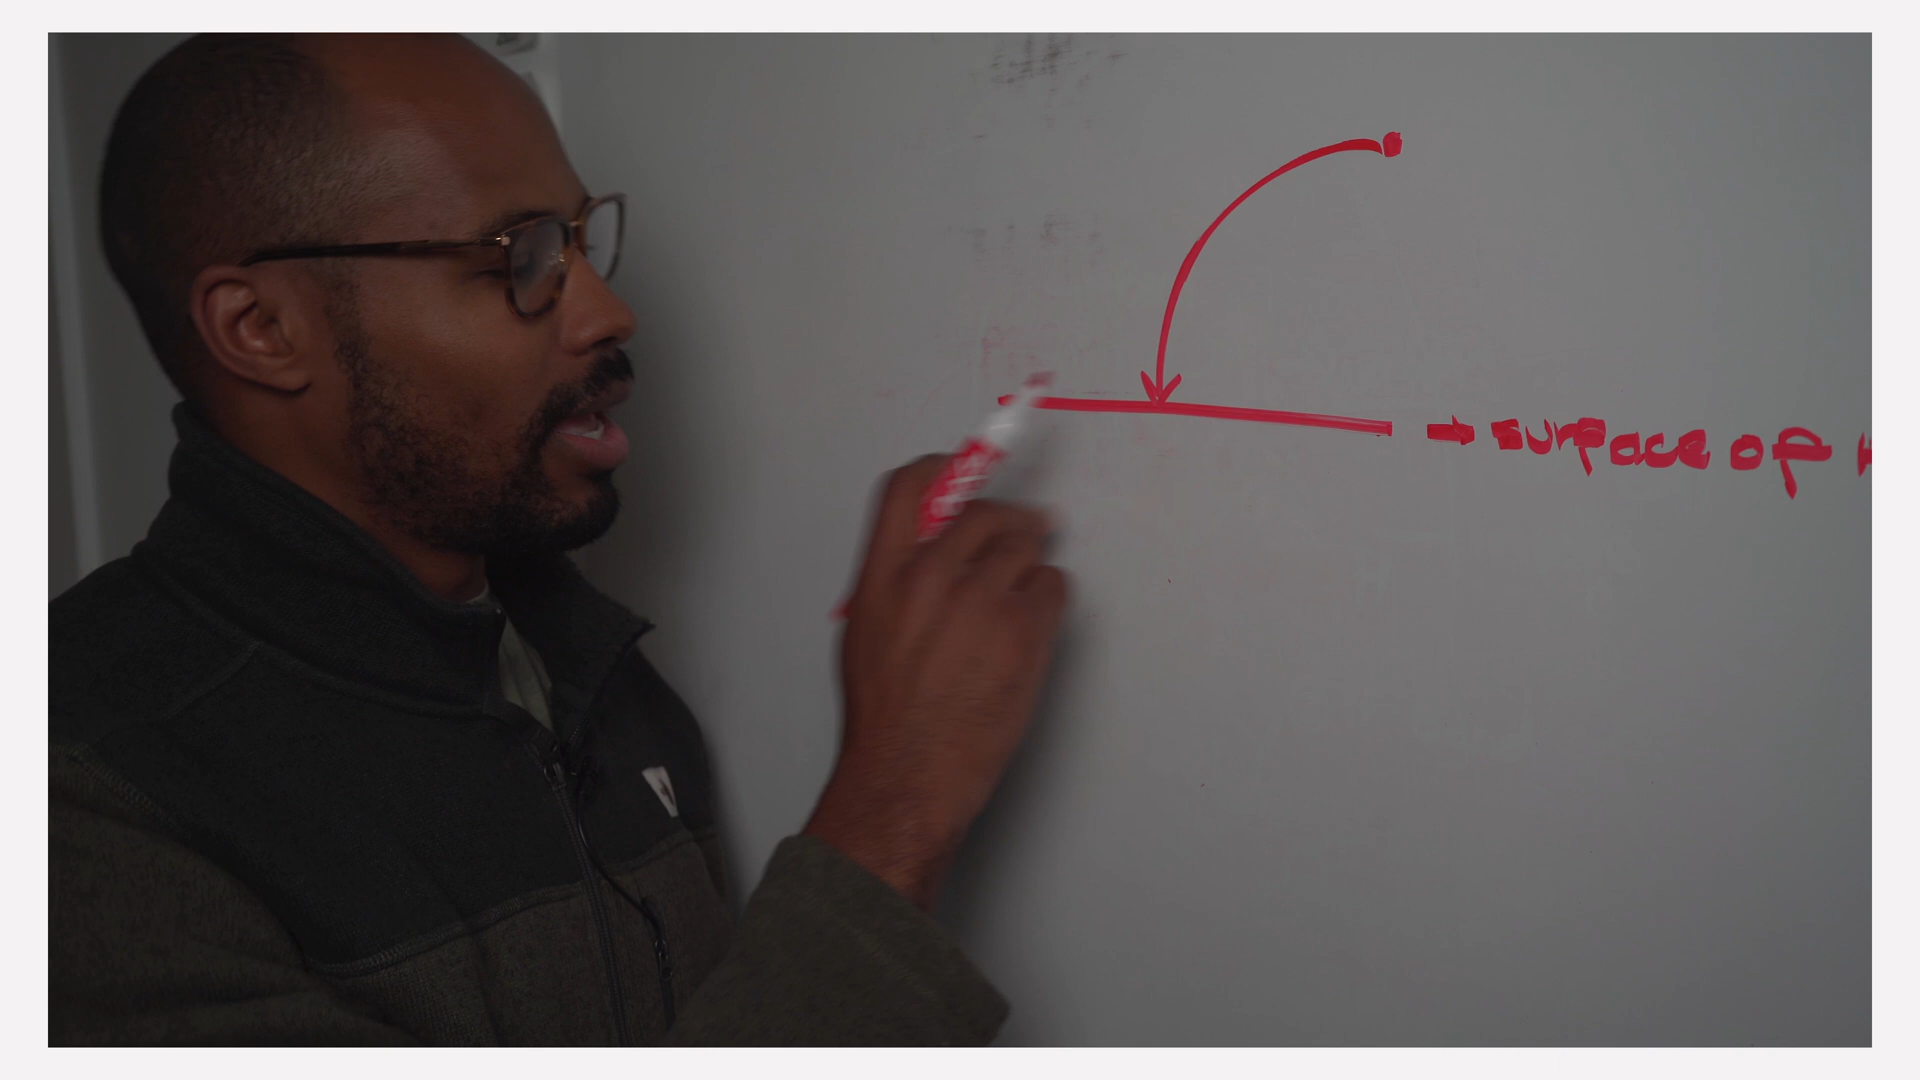 → surface of